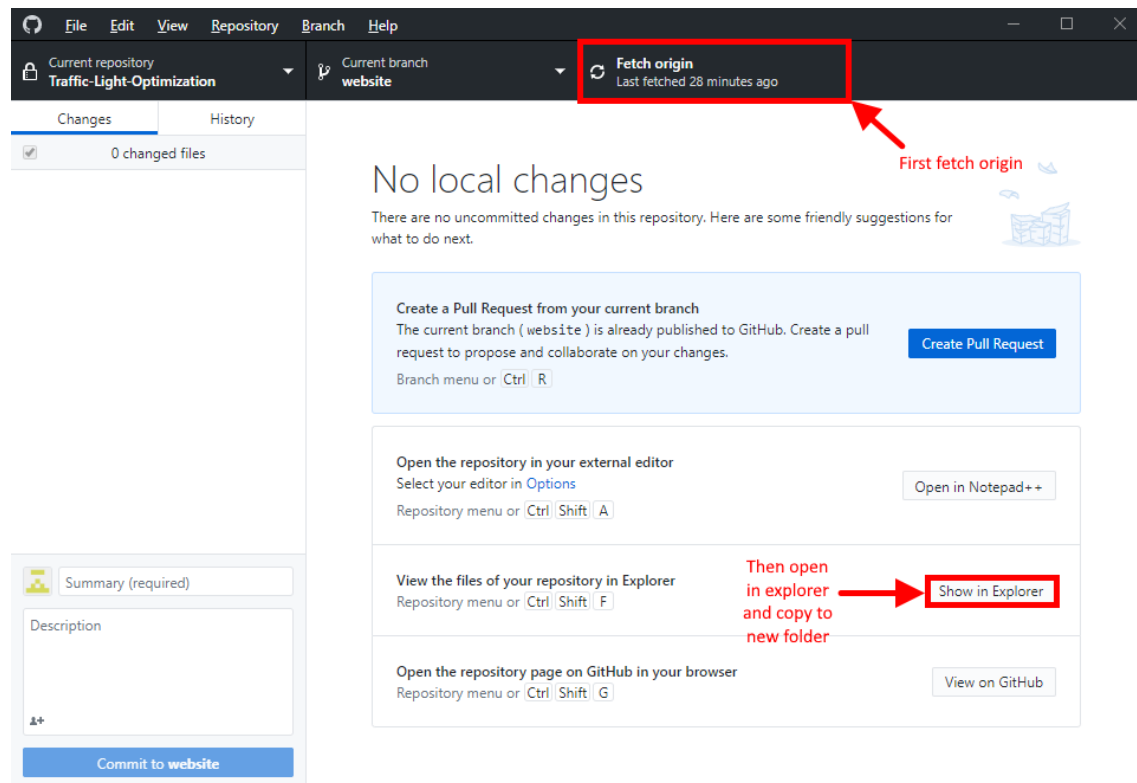 File Edit View Repository Branch Help
Current repository
Traffic-Light-Optimization
Current branch
website
Fetch origin
Last fetched 28 minutes ago
Changes History
0 changed files
First fetch origin
No local changes
There are no uncommitted changes in this repository. Here are some friendly suggestions for
what to do next.
Create a Pull Request from your current branch
The current branch ( website ) is already published to GitHub. Create a pull
request to propose and collaborate on your changes.
Branch menu or Ctrl R
Create Pull Request
Open the repository in your external editor
Select your editor in Options
Repository menu or Ctrl Shift A
Open in Notepad++
View the files of your repository in Explorer
Repository menu or Ctrl Shift F
Then open
in explorer
and copy to
new folder
Show in Explorer
Open the repository page on GitHub in your browser
Repository menu or Ctrl Shift G
View on GitHub
Summary (required)
Description
Commit to website